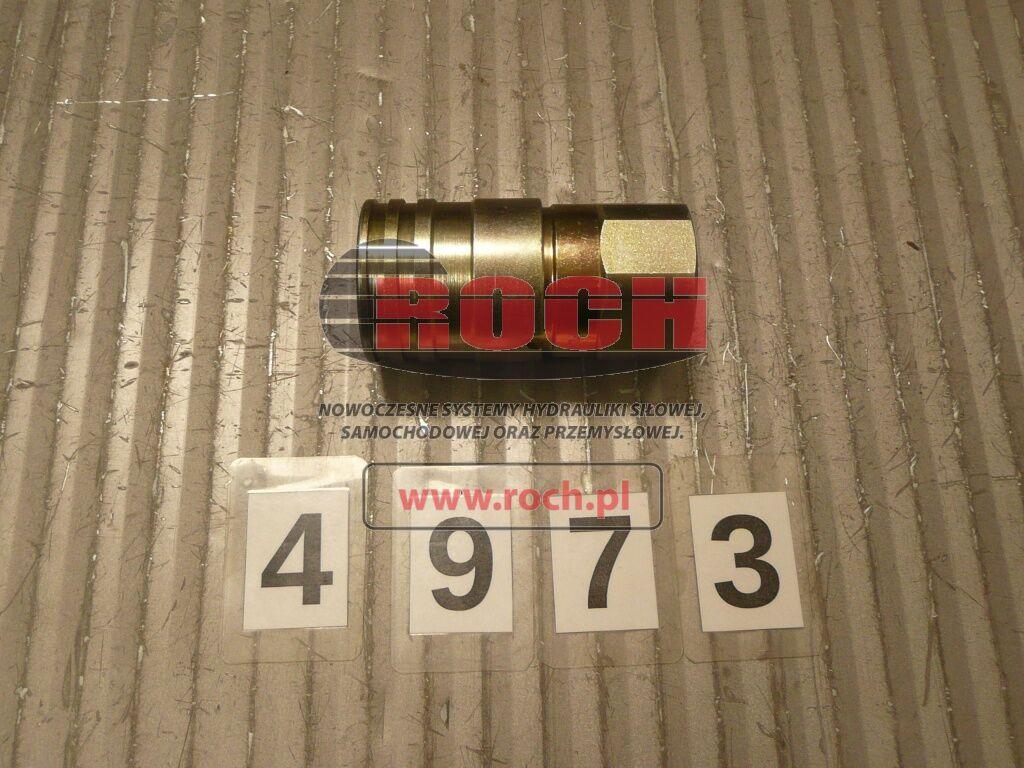 ROCH
NOWOCZESNE SYSTEMY HYDRAULIKI SIŁOWEJ,
SAMOCHODOWEJ ORAZ PRZEMYSŁOWEJ.
www.roch.pl
4 9 7 3